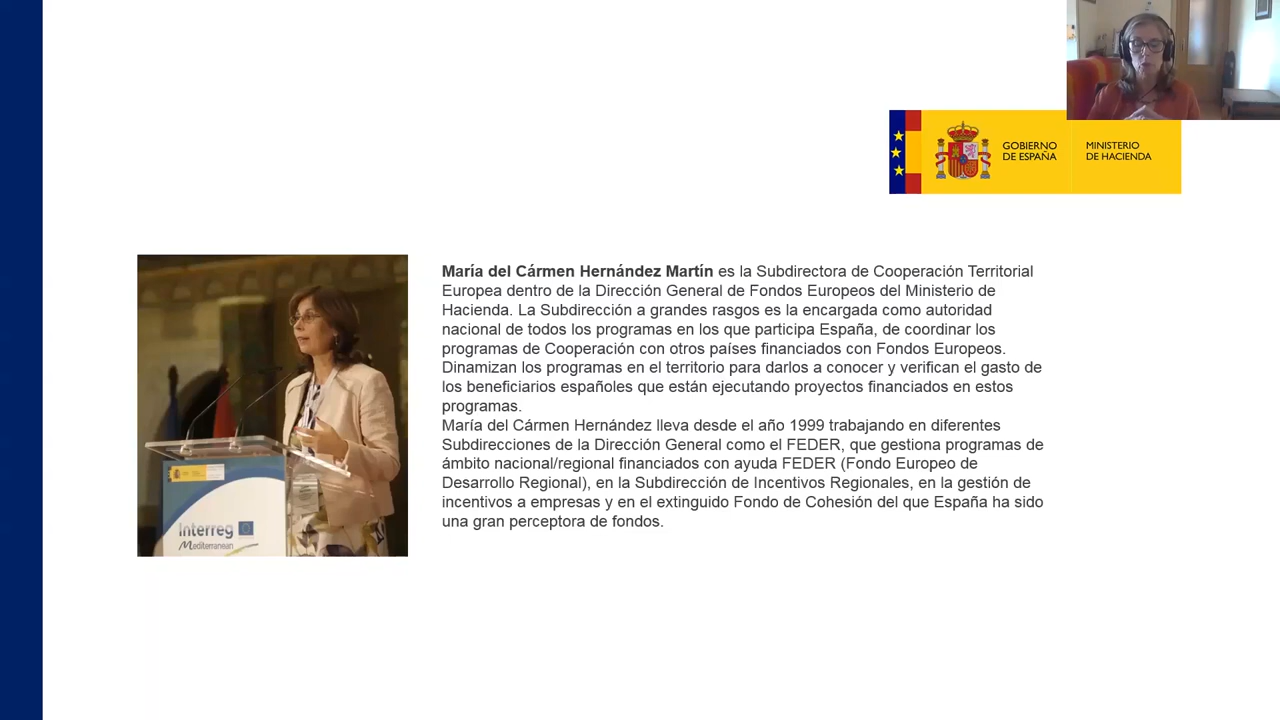 GOBIERNO
DE ESPAÑA
MINISTERIO
DE HACIENDA
María del Cármen Hernández Martín es la Subdirectora de Cooperación Territorial
Europea dentro de la Dirección General de Fondos Europeos del Ministerio de
Hacienda. La Subdirección a grandes rasgos es la encargada como autoridad
nacional de todos los programas en los que participa España, de coordinar los
programas de Cooperación con otros países financiados con Fondos Europeos.
Dinamizan los programas en el territorio para darlos a conocer y verifican el gasto de
los beneficiarios españoles que están ejecutando proyectos financiados en estos
programas.
María del Cármen Hernández lleva desde el año 1999 trabajando en diferentes
Subdirecciones de la Dirección General como el FEDER, que gestiona programas de
ámbito nacional/regional financiados con ayuda FEDER (Fondo Europeo de
Desarrollo Regional), en la Subdirección de Incentivos Regionales, en la gestión de
incentivos a empresas y en el extinguido Fondo de Cohesión del que España ha sido
una gran perceptora de fondos.
Interreg
Mediterranean